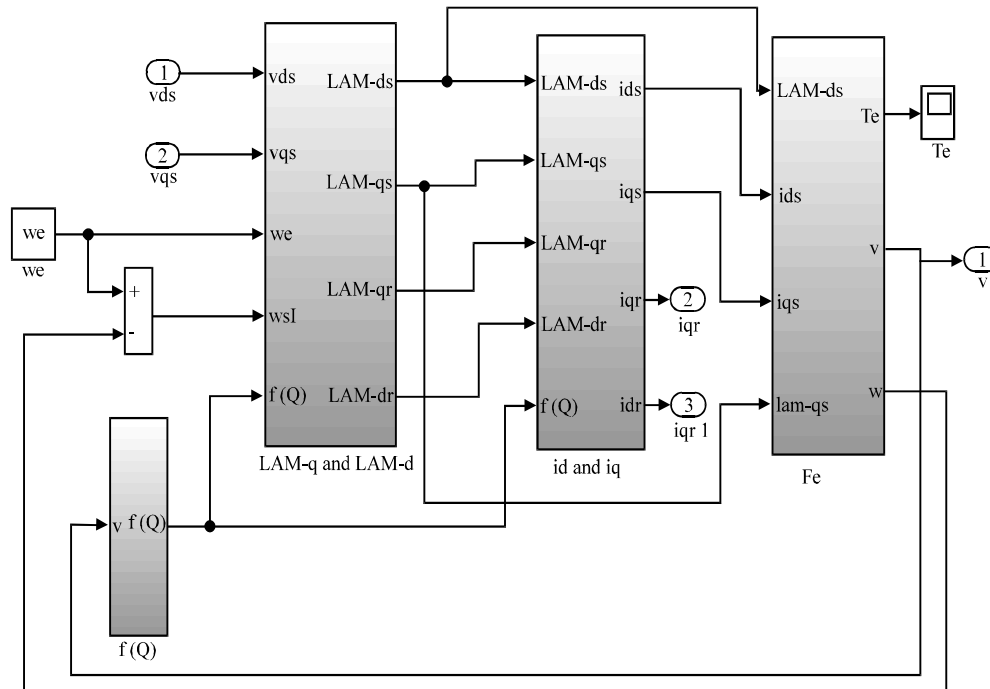 1
vds
2
vqs
we
we
+
-
vds
vqs
we
wsI
f (Q)
LAM-ds
LAM-qs
LAM-qr
LAM-dr
LAM-q and LAM-d
LAM-ds
LAM-qs
LAM-qr
LAM-dr
f (Q)
ids
iqs
iqr
idr
id and iq
2
iqr
3
iqr 1
LAM-ds
ids
iqs
lam-qs
Te
v
w
Fe
Te
1
v
v f (Q)
f (Q)